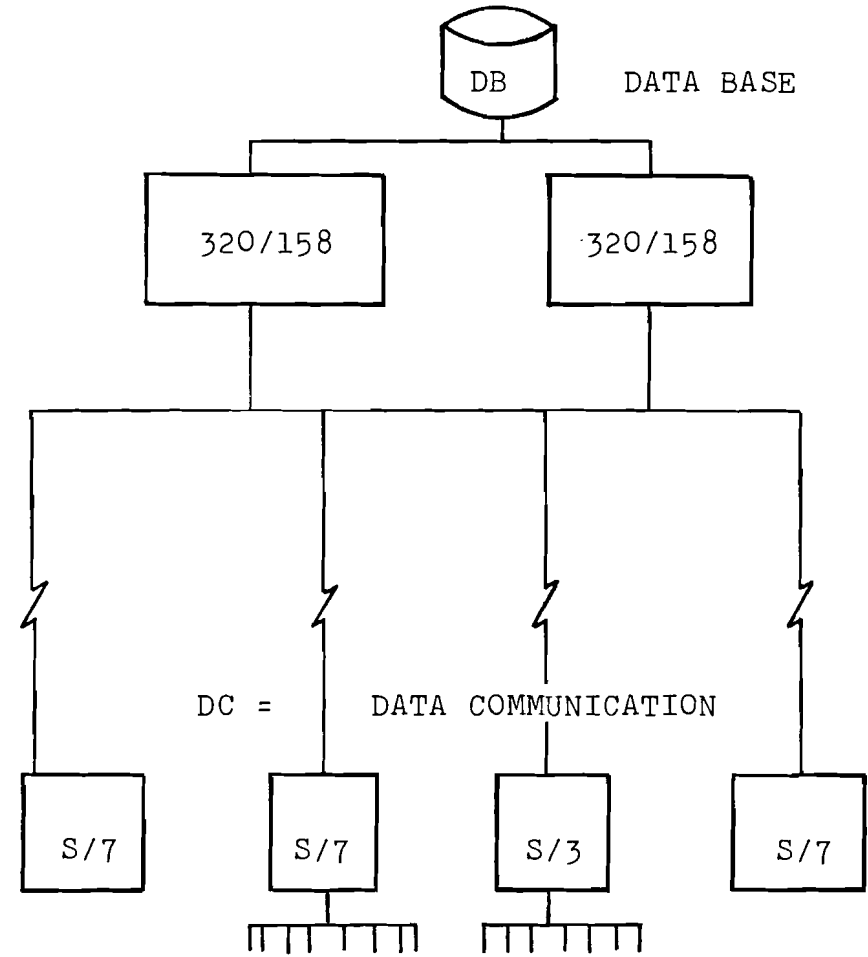 DB DATA BASE
320/158 320/158
DC = DATA COMMUNICATION
S/7 S/7 S/3 S/7